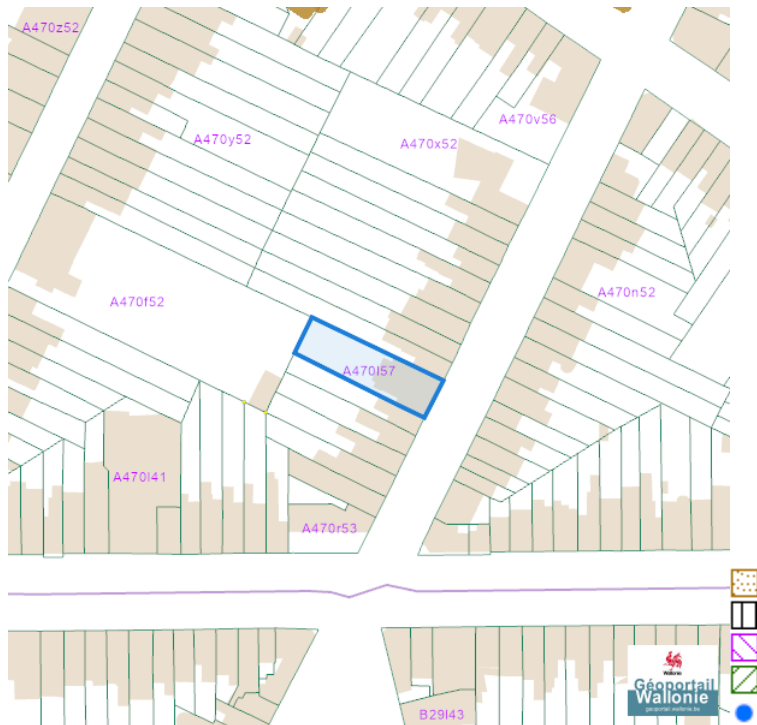 A470z52
A470v56
A470y52
A470x52
A470n52
A470f52
A470l57
A470l41
A470r53
Wallonie
Géoportail
Wallonie
geoportail.wallonie.be
B29l43